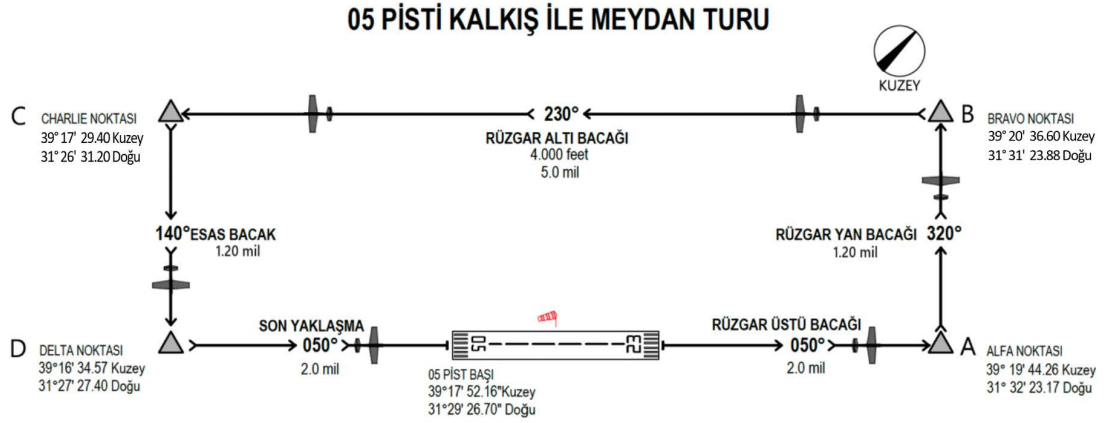 05 PİSTİ KALKIŞ İLE MEYDAN TURU
KUZEY
C
CHARLIE NOKTASI
39° 17' 29.40 Kuzey
31° 26' 31.20 Doğu
230°
RÜZGAR ALTI BACAĞI
4.000 feet
5.0 mil
B
BRAVO NOKTASI
39° 20' 36.60 Kuzey
31° 31' 23.88 Doğu
140° ESAS BACAK
1.20 mil
RÜZGAR YAN BACAĞI 320°
1.20 mil
D
DELTA NOKTASI
39°16' 34.57 Kuzey
31°27' 27.40 Doğu
SON YAKLAŞMA
050°
2.0 mil
05
23
05 PİST BAŞI
39°17' 52.16"Kuzey
31°29' 26.70" Doğu
RÜZGAR ÜSTÜ BACAĞI
050°
2.0 mil
A
ALFA NOKTASI
39° 19' 44.26 Kuzey
31° 32' 23.17 Doğu